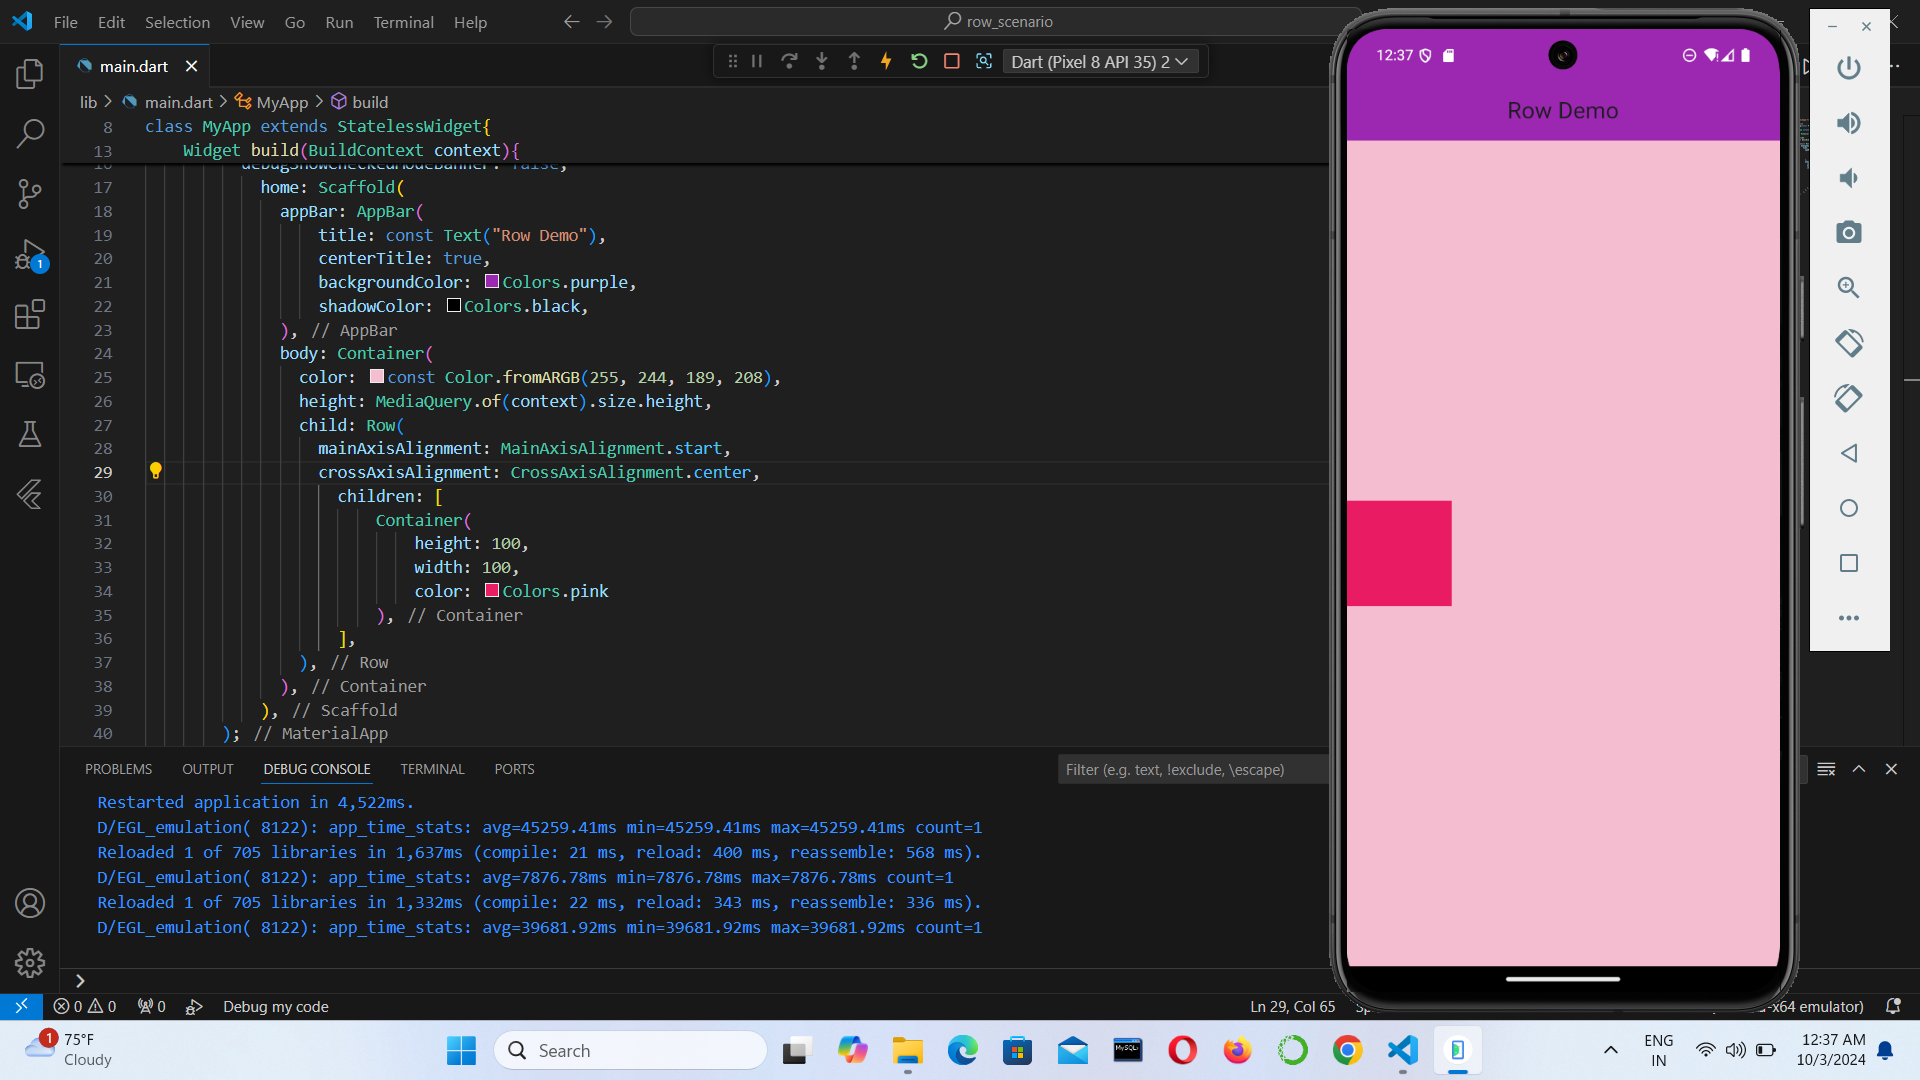 File Edit Selection View Go Run Terminal Help
row_scenario
main.dart
Dart (Pixel 8 API 35) 2
lib > main.dart > MyApp > build
8 class MyApp extends StatelessWidget{
13 Widget build(BuildContext context){
debugShowCheckedModeBanner: false,
17 home: Scaffold(
18 appBar: AppBar(
19 title: const Text("Row Demo"),
20 centerTitle: true,
21 backgroundColor: Colors.purple,
22 shadowColor: Colors.black,
23 ), // AppBar
24 body: Container(
25 color: const Color.fromARGB(255, 244, 189, 208),
26 height: MediaQuery.of(context).size.height,
27 child: Row(
28 mainAxisAlignment: MainAxisAlignment.start,
29 crossAxisAlignment: CrossAxisAlignment.center,
30 children: [
31 Container(
32 height: 100,
33 width: 100,
34 color: Colors.pink
35 ), // Container
36 ],
37 ), // Row
38 ), // Container
39 ), // Scaffold
40 ); // MaterialApp
1
12:37
Row Demo
PROBLEMS OUTPUT DEBUG CONSOLE TERMINAL PORTS
Filter (e.g. text, !exclude, \escape)
Restarted application in 4,522ms.
D/EGL_emulation( 8122): app_time_stats: avg=45259.41ms min=45259.41ms max=45259.41ms count=1
Reloaded 1 of 705 libraries in 1,637ms (compile: 21 ms, reload: 400 ms, reassemble: 568 ms).
D/EGL_emulation( 8122): app_time_stats: avg=7876.78ms min=7876.78ms max=7876.78ms count=1
Reloaded 1 of 705 libraries in 1,332ms (compile: 22 ms, reload: 343 ms, reassemble: 336 ms).
D/EGL_emulation( 8122): app_time_stats: avg=39681.92ms min=39681.92ms max=39681.92ms count=1
0 0 0 Debug my code
Ln 29, Col 65
-x64 emulator)
1
75°F
Cloudy
Search
MySQL
ENG
IN
12:37 AM
10/3/2024